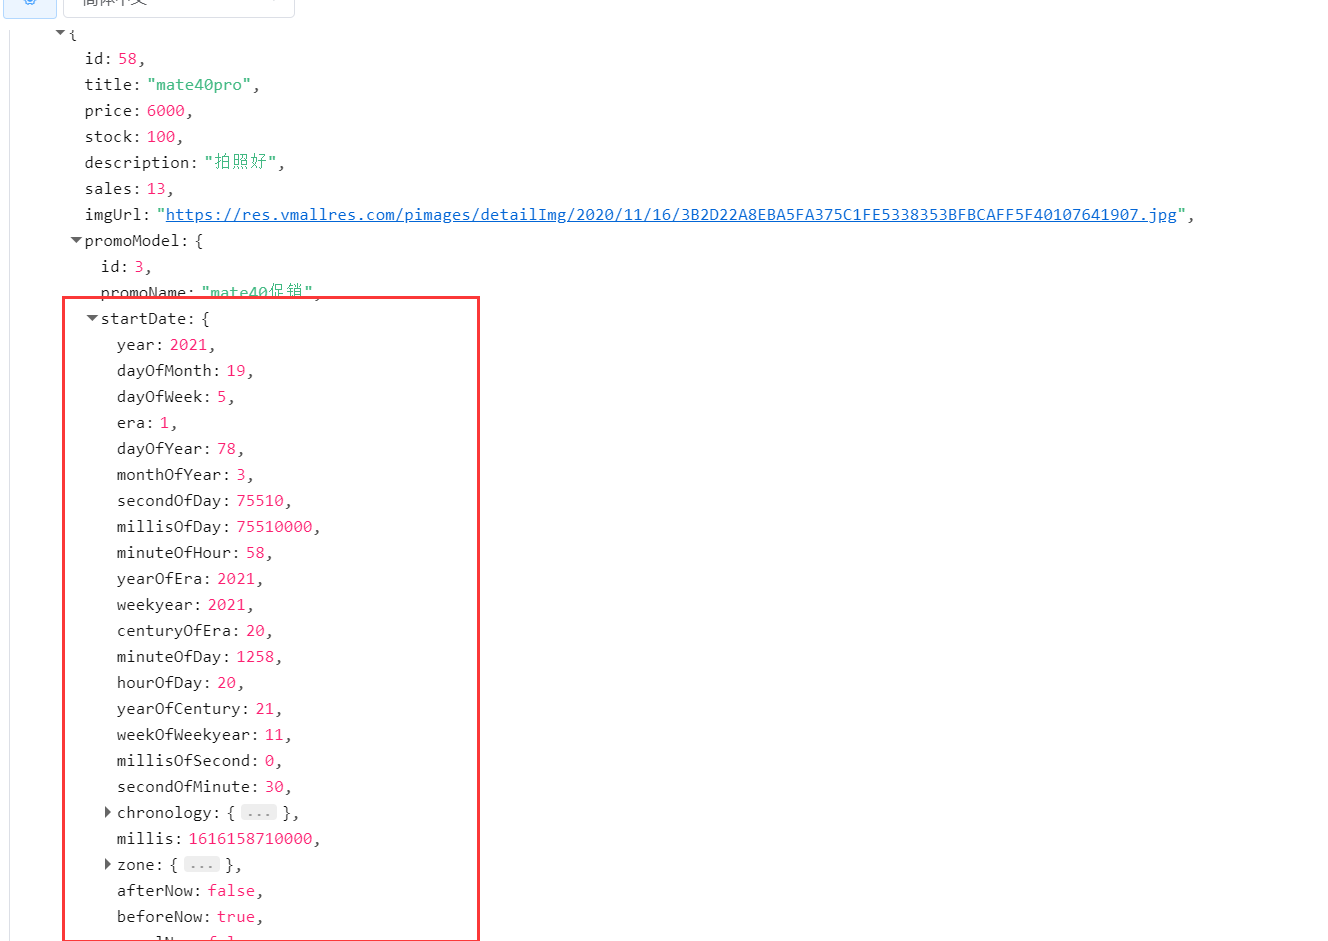 简体中文
{
id: 58,
title: "mate40pro",
price: 6000,
stock: 100,
description: "拍照好",
sales: 13,
imgUrl: "https://res.vmallres.com/pimages/detailImg/2020/11/16/3B2D22A8EBA5FA375C1FE5338353BFBCAFF5F40107641907.jpg",
promoModel: {
id: 3,
promoName: "mate40促销",
startDate: {
year: 2021,
dayOfMonth: 19,
dayOfWeek: 5,
era: 1,
dayOfYear: 78,
monthOfYear: 3,
secondOfDay: 75510,
millisOfDay: 75510000,
minuteOfHour: 58,
yearOfEra: 2021,
weekyear: 2021,
centuryOfEra: 20,
minuteOfDay: 1258,
hourOfDay: 20,
yearOfCentury: 21,
weekOfWeekyear: 11,
millisOfSecond: 0,
secondOfMinute: 30,
chronology: { ... },
millis: 1616158710000,
zone: { ... },
afterNow: false,
beforeNow: true,